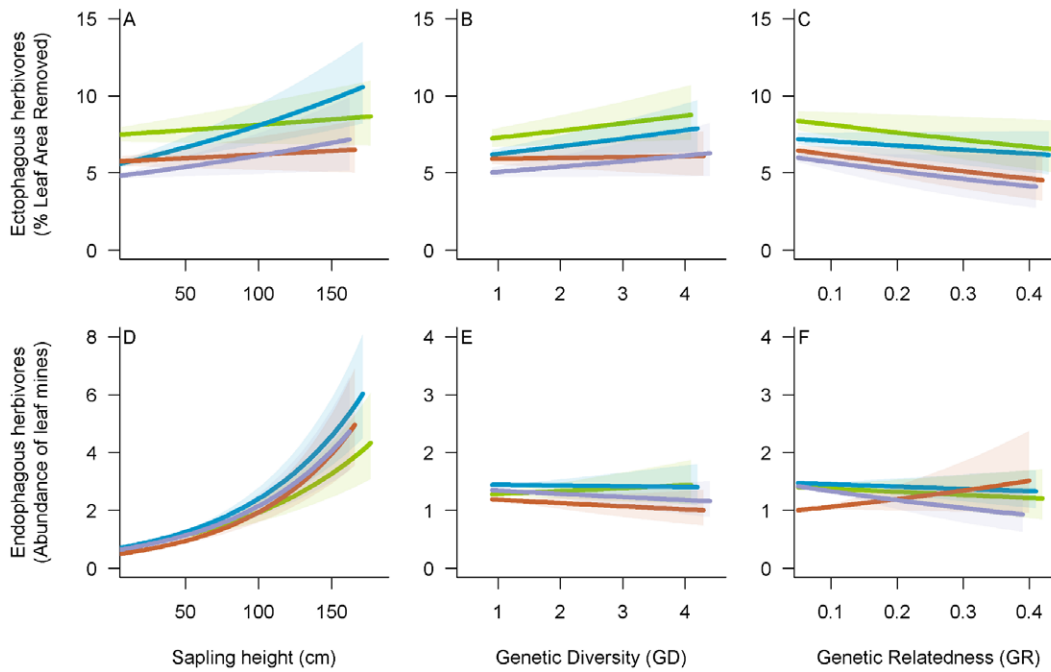 Ectophagous herbivores
(% Leaf Area Removed)
A
15
10
5
0
50 100 150
B
15
10
5
0
1 2 3 4
C
15
10
5
0
0.1 0.2 0.3 0.4
Endophagous herbivores
(Abundance of leaf mines)
D
8
6
4
2
0
50 100 150
Sapling height (cm)
E
4
3
2
1
0
1 2 3 4
Genetic Diversity (GD)
F
4
3
2
1
0
0.1 0.2 0.3 0.4
Genetic Relatedness (GR)